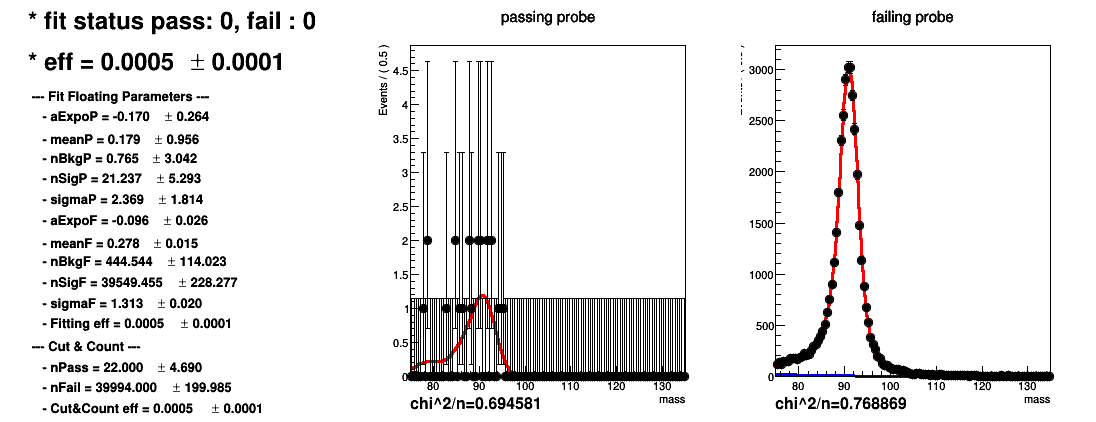 * fit status pass: 0, fail : 0
* eff = 0.0005 ± 0.0001
--- Fit Floating Parameters ---
- aExpoP = -0.170 ± 0.264
- meanP = 0.179 ± 0.956
- nBkgP = 0.765 ± 3.042
- nSigP = 21.237 ± 5.293
- sigmaP = 2.369 ± 1.814
- aExpoF = -0.096 ± 0.026
- meanF = 0.278 ± 0.015
- nBkgF = 444.544 ± 114.023
- nSigF = 39549.455 ± 228.277
- sigmaF = 1.313 ± 0.020
- Fitting eff = 0.0005 ± 0.0001
--- Cut & Count ---
- nPass = 22.000 ± 4.690
- nFail = 39994.000 ± 199.985
- Cut&Count eff = 0.0005 ± 0.0001
passing probe
Events / ( 0.5 )
4.5
4
3.5
3
2.5
2
1.5
1
0.5
0
80 90 100 110 120 130
mass
chi^2/n=0.694581
failing probe
3000
2500
2000
1500
1000
500
0
80 90 100 110 120 130
mass
chi^2/n=0.768869